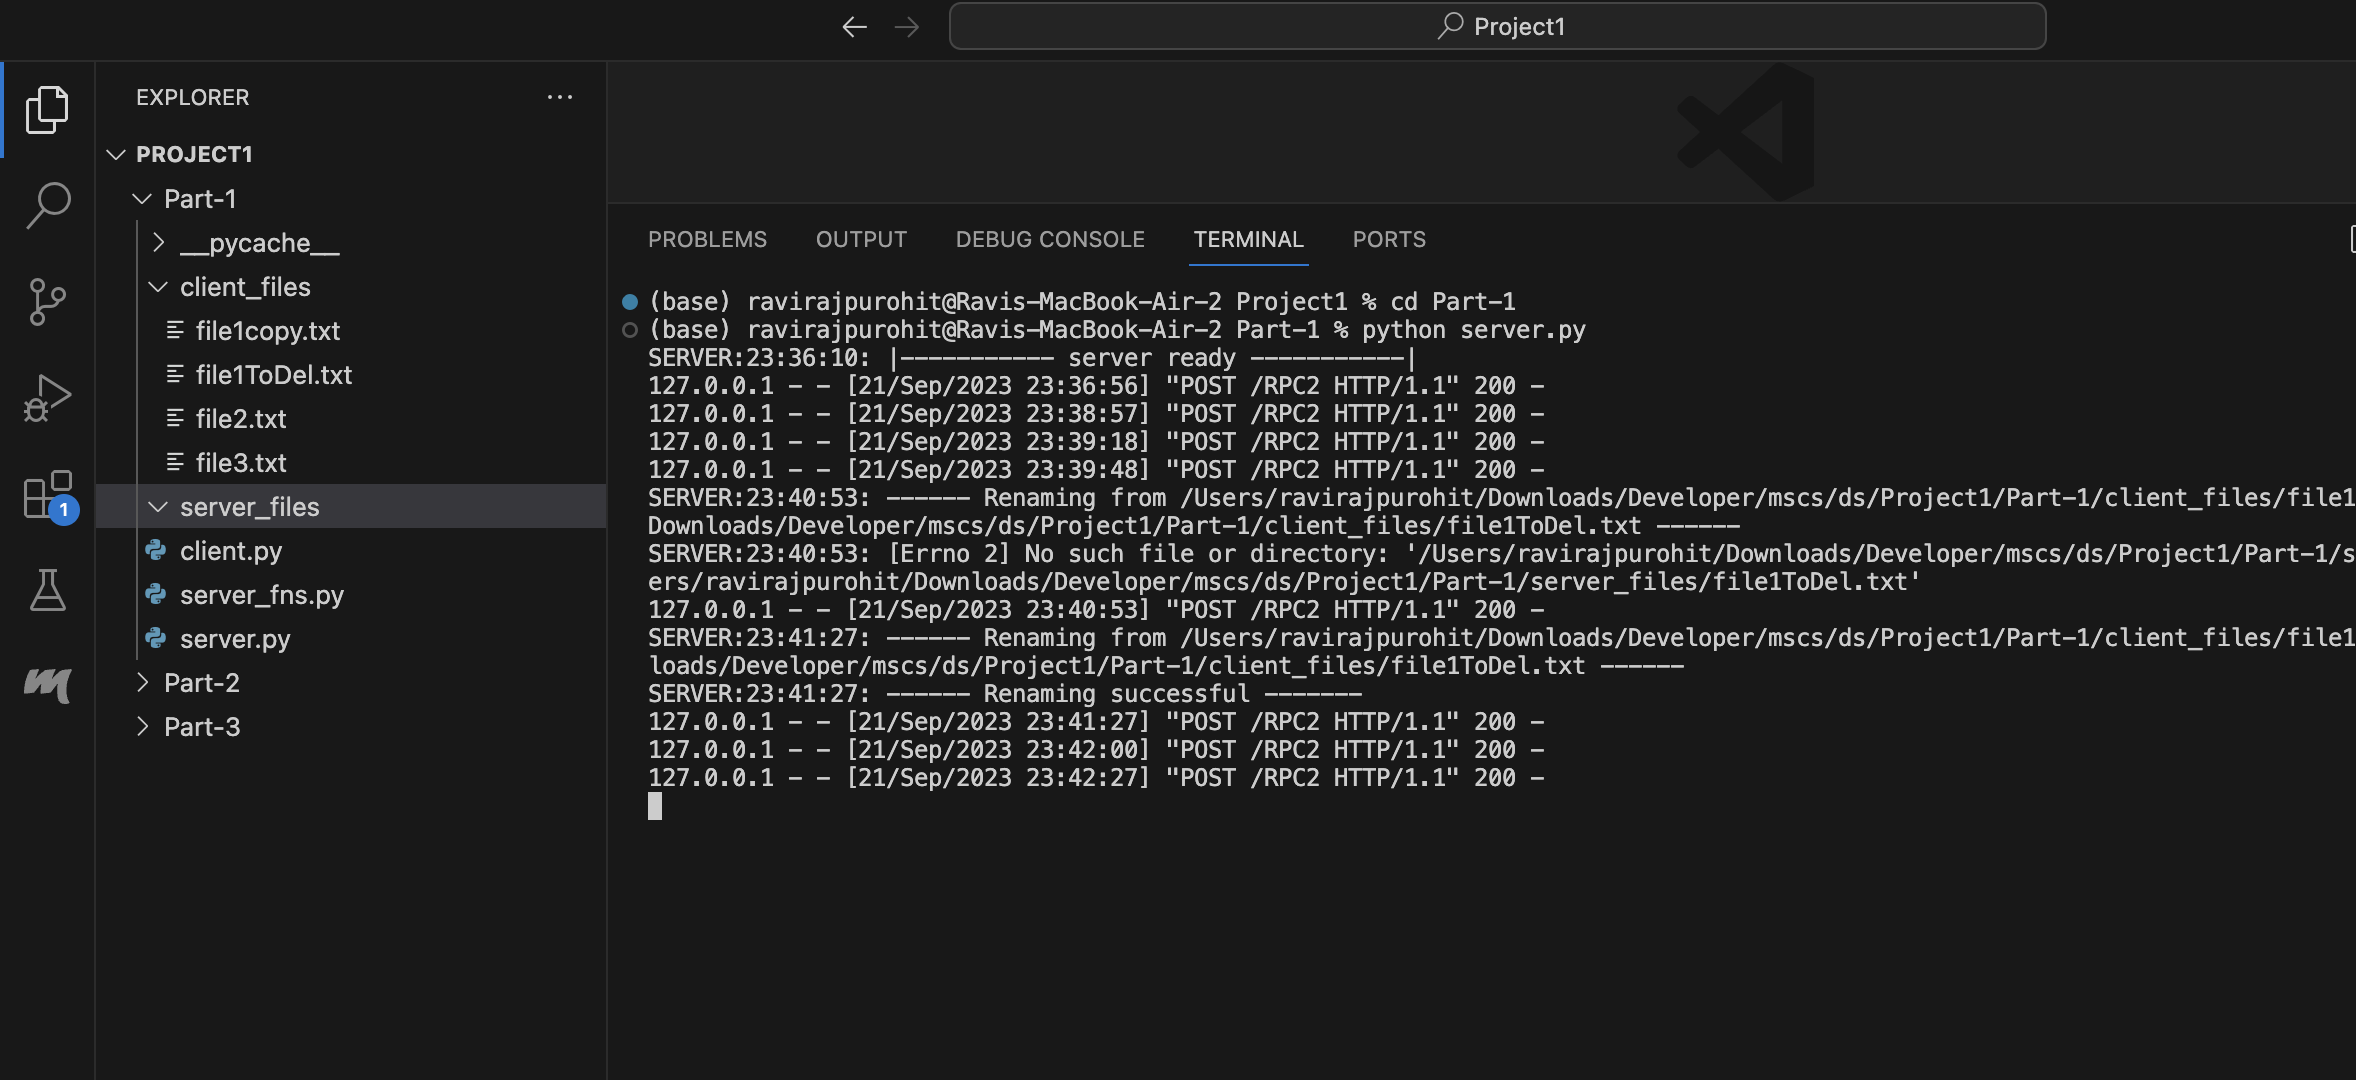 Project1
EXPLORER
PROJECT1
Part-1
__pycache__
client_files
file1copy.txt
file1ToDel.txt
file2.txt
file3.txt
server_files
client.py
server_fns.py
server.py
Part-2
Part-3
1
PROBLEMS OUTPUT DEBUG CONSOLE TERMINAL PORTS
(base) ravirajpurohit@Ravis-MacBook-Air-2 Project1 % cd Part-1
(base) ravirajpurohit@Ravis-MacBook-Air-2 Part-1 % python server.py
SERVER:23:36:10: |----------- server ready -----------|
127.0.0.1 - - [21/Sep/2023 23:36:56] "POST /RPC2 HTTP/1.1" 200 -
127.0.0.1 - - [21/Sep/2023 23:38:57] "POST /RPC2 HTTP/1.1" 200 -
127.0.0.1 - - [21/Sep/2023 23:39:18] "POST /RPC2 HTTP/1.1" 200 -
127.0.0.1 - - [21/Sep/2023 23:39:48] "POST /RPC2 HTTP/1.1" 200 -
SERVER:23:40:53: ------ Renaming from /Users/ravirajpurohit/Downloads/Developer/mscs/ds/Project1/Part-1/client_files/file1
Downloads/Developer/mscs/ds/Project1/Part-1/client_files/file1ToDel.txt ------
SERVER:23:40:53: [Errno 2] No such file or directory: '/Users/ravirajpurohit/Downloads/Developer/mscs/ds/Project1/Part-1/s
ers/ravirajpurohit/Downloads/Developer/mscs/ds/Project1/Part-1/server_files/file1ToDel.txt'
127.0.0.1 - - [21/Sep/2023 23:40:53] "POST /RPC2 HTTP/1.1" 200 -
SERVER:23:41:27: ------ Renaming from /Users/ravirajpurohit/Downloads/Developer/mscs/ds/Project1/Part-1/client_files/file1
loads/Developer/mscs/ds/Project1/Part-1/client_files/file1ToDel.txt ------
SERVER:23:41:27: ------ Renaming successful -------
127.0.0.1 - - [21/Sep/2023 23:41:27] "POST /RPC2 HTTP/1.1" 200 -
127.0.0.1 - - [21/Sep/2023 23:42:00] "POST /RPC2 HTTP/1.1" 200 -
127.0.0.1 - - [21/Sep/2023 23:42:27] "POST /RPC2 HTTP/1.1" 200 -